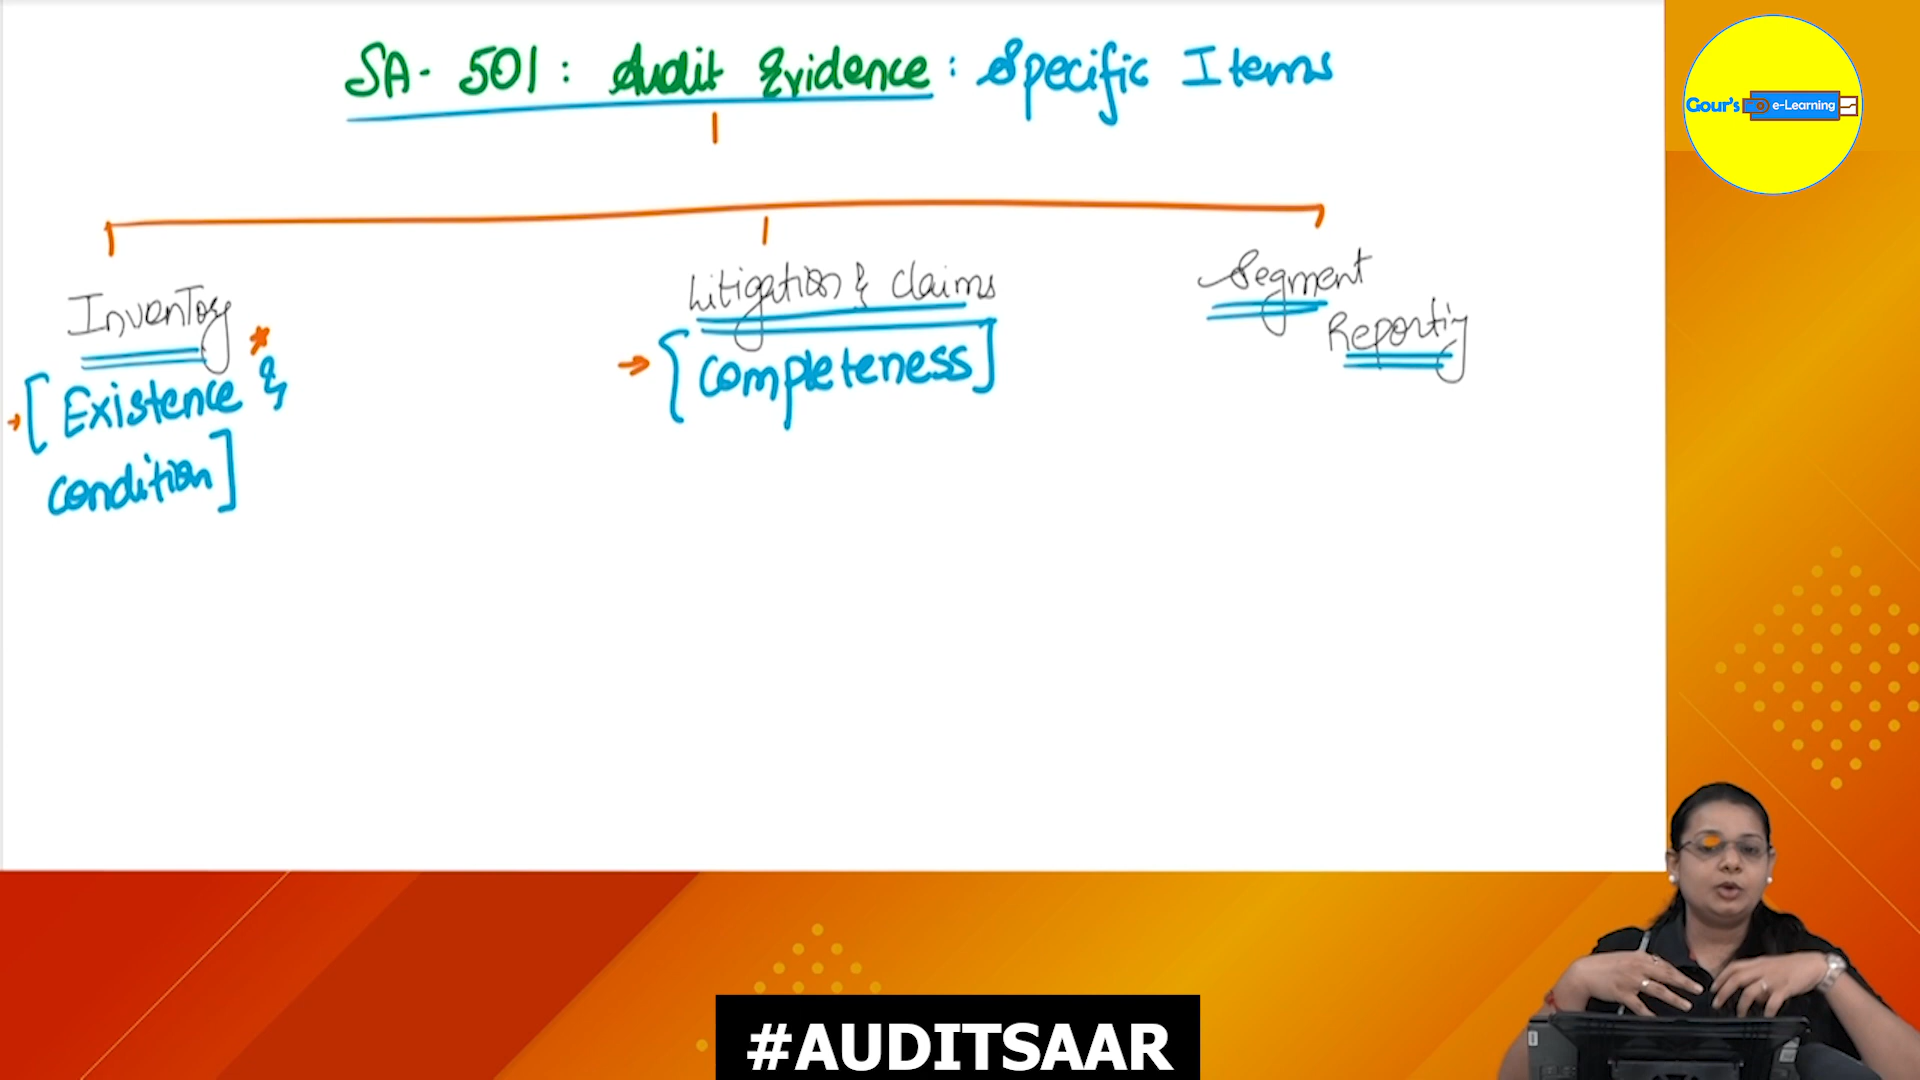 SA- 501 : Audit Evidence : Specific Items
Inventory
[Existence &
condition]
Litigation & claims
[completeness]
Segment
Reporting
Gour's e-Learning
#AUDITSAAR